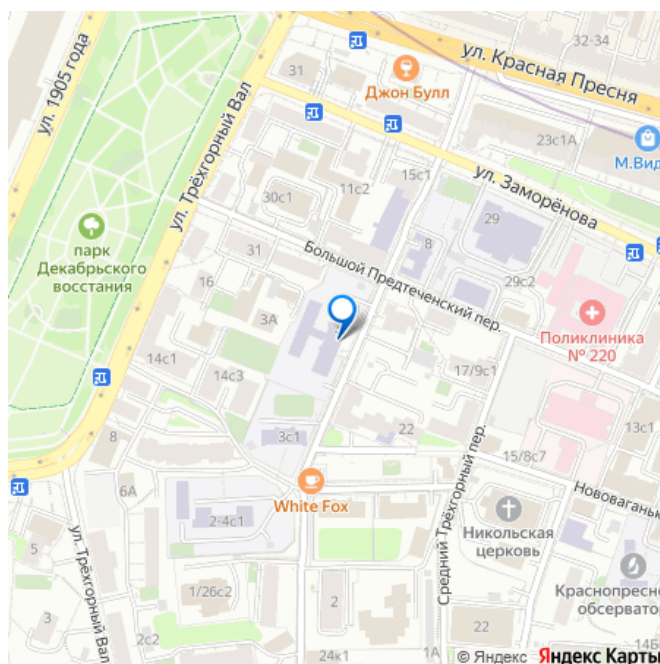 32-34
ул. Красная Пресня
31
Джон Булл
ул. 1905 года
ул. Трёхгорный Вал
23с1А
М.Вид
15с1
ул. Заморёнова
11с2
30с1
29
8
парк
Декабрьского
восстания
31
Большой Предтеченский пер.
29с2
16
3А
Поликлиника
№ 220
14с1
14с3
17/9с1
3с1
22
13с1
8
15/8с7
6А
White Fox
Средний Трёхгорный пер.
Нововаганьк
2-4с1
Никольская
церковь
ул. Трёхгорный Вал
5
1/26с2
2
Краснопресне
обсерватор
3
2с2
22
14Б
24к1
1А
© Яндекс Яндекс Карты